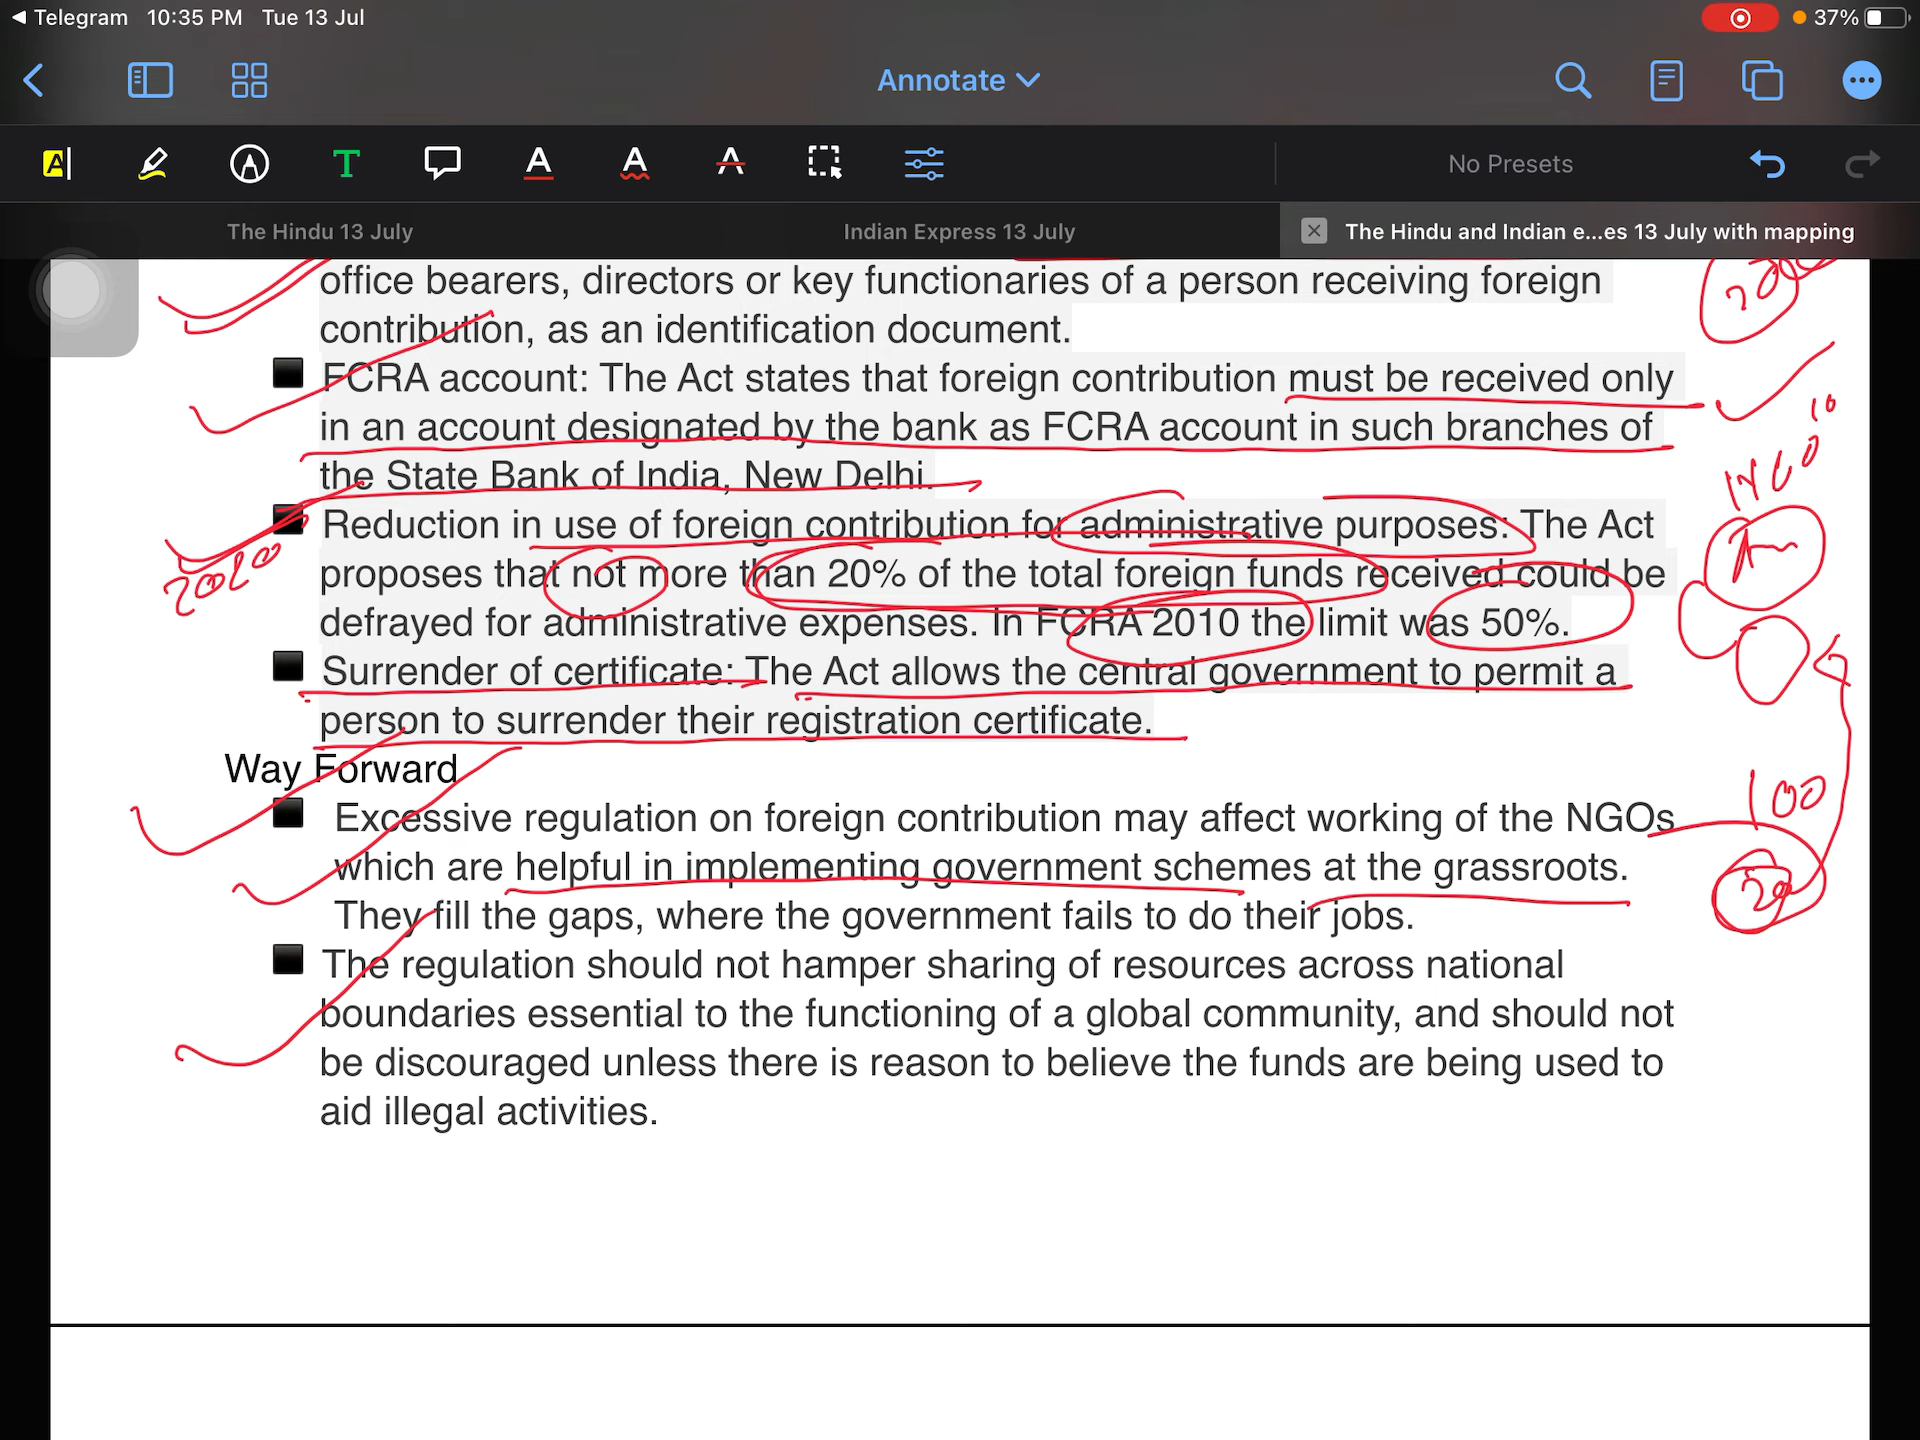 Telegram 10:35 PM Tue 13 Jul 37%
Annotate
No Presets
The Hindu 13 July Indian Express 13 July The Hindu and Indian e...es 13 July with mapping
office bearers, directors or key functionaries of a person receiving foreign
contribution, as an identification document.
FCRA account: The Act states that foreign contribution must be received only
in an account designated by the bank as FCRA account in such branches of
the State Bank of India, New Delhi.
Reduction in use of foreign contribution for administrative purposes: The Act
proposes that not more than 20% of the total foreign funds received could be
defrayed for administrative expenses. In FCRA 2010 the limit was 50%.
Surrender of certificate: The Act allows the central government to permit a
person to surrender their registration certificate.
Way Forward
Excessive regulation on foreign contribution may affect working of the NGOs
which are helpful in implementing government schemes at the grassroots.
They fill the gaps, where the government fails to do their jobs.
The regulation should not hamper sharing of resources across national
boundaries essential to the functioning of a global community, and should not
be discouraged unless there is reason to believe the funds are being used to
aid illegal activities.
2020
10
100
20